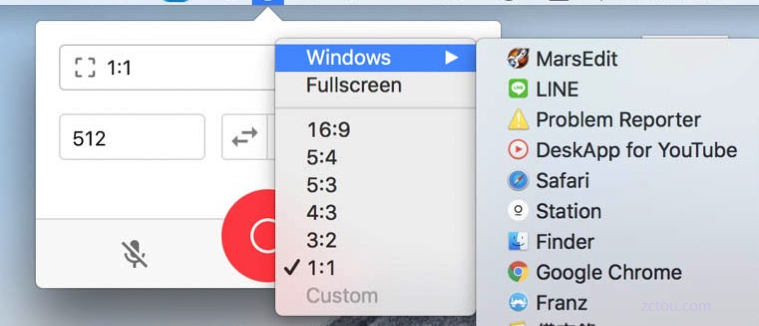 1:1
512
Windows
Fullscreen
16:9
5:4
5:3
4:3
3:2
1:1
Custom
MarsEdit
LINE
Problem Reporter
DeskApp for YouTube
Safari
Station
Finder
Google Chrome
Franz
zctou.com